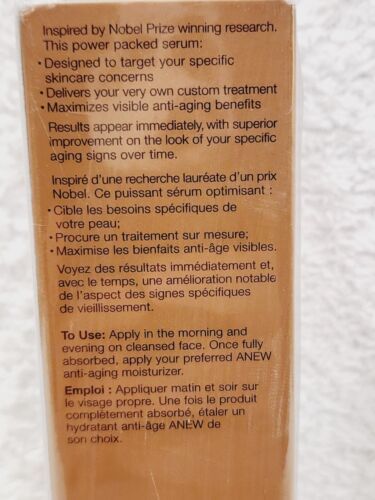 Inspired by Nobel Prize winning research.
This power packed serum:
• Designed to target your specific
skincare concerns
• Delivers your very own custom treatment
• Maximizes visible anti-aging benefits
Results appear immediately, with superior
improvement on the look of your specific
aging signs over time.
Inspiré d'une recherche lauréate d'un prix
Nobel. Ce puissant sérum optimisant :
• Cible les besoins spécifiques de
votre peau;
• Procure un traitement sur mesure;
• Maximise les bienfaits anti-âge visibles.
Voyez des résultats immédiatement et,
avec le temps, une amélioration notable
de l'aspect des signes spécifiques
de vieillissement.
To Use: Apply in the morning and
evening on cleansed face. Once fully
absorbed, apply your preferred ANEW
anti-aging moisturizer.
Emploi : Appliquer matin et soir sur
le visage propre. Une fois le produit
complètement absorbé, étaler un
hydratant anti-âge ANEW de
son choix.